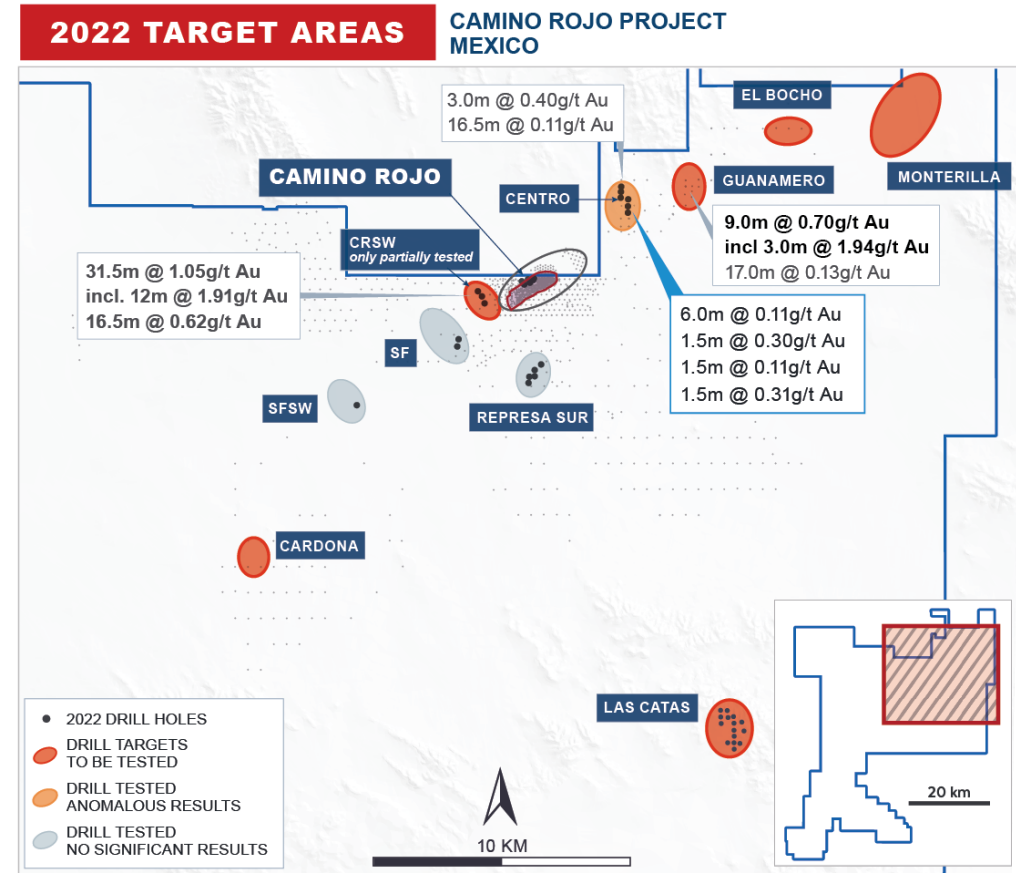 2022 TARGET AREAS
CAMINO ROJO PROJECT
MEXICO
3.0m @ 0.40g/t Au
16.5m @ 0.11g/t Au
EL BOCHO
MONTERILLA
CAMINO ROJO
CENTRO
GUANAMERO
9.0m @ 0.70g/t Au
incl 3.0m @ 1.94g/t Au
17.0m @ 0.13g/t Au
CRSW
only partially tested
31.5m @ 1.05g/t Au
incl. 12m @ 1.91g/t Au
16.5m @ 0.62g/t Au
6.0m @ 0.11g/t Au
1.5m @ 0.30g/t Au
1.5m @ 0.11g/t Au
1.5m @ 0.31g/t Au
SF
SFSW
REPRESA SUR
CARDONA
LAS CATAS
2022 DRILL HOLES
DRILL TARGETS
TO BE TESTED
DRILL TESTED
ANOMALOUS RESULTS
DRILL TESTED
NO SIGNIFICANT RESULTS
10 KM
20 km